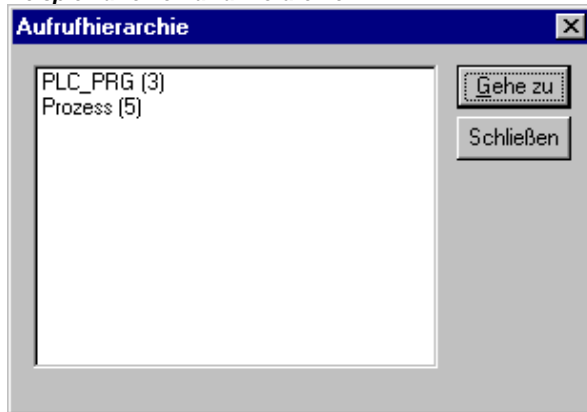 Aufrufhierarchie
PLC_PRG (3)
Prozess (5)
Gehe zu
Schließen